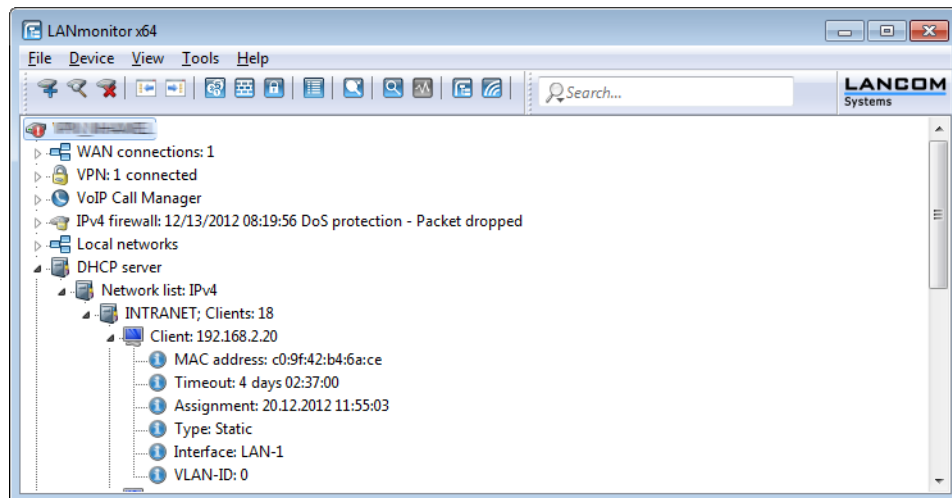 LANmonitor x64
File Device View Tools Help
Search...
LANCOM
Systems
WAN connections: 1
VPN: 1 connected
VoIP Call Manager
IPv4 firewall: 12/13/2012 08:19:56 DoS protection - Packet dropped
Local networks
DHCP server
Network list: IPv4
INTRANET; Clients: 18
Client: 192.168.2.20
MAC address: c0:9f:42:b4:6a:ce
Timeout: 4 days 02:37:00
Assignment: 20.12.2012 11:55:03
Type: Static
Interface: LAN-1
VLAN-ID: 0